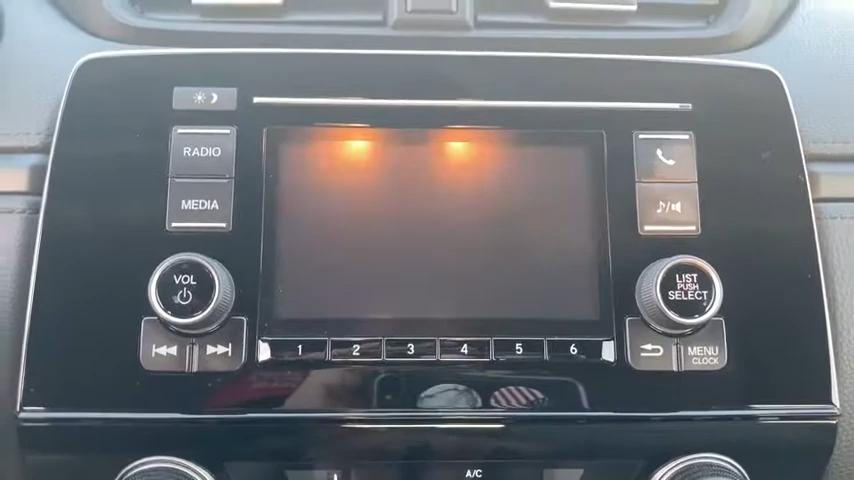 RADIO
MEDIA
VOL
LIST
PUSH
SELECT
1 2 3 4 5 6
MENU
CLOCK
A/C